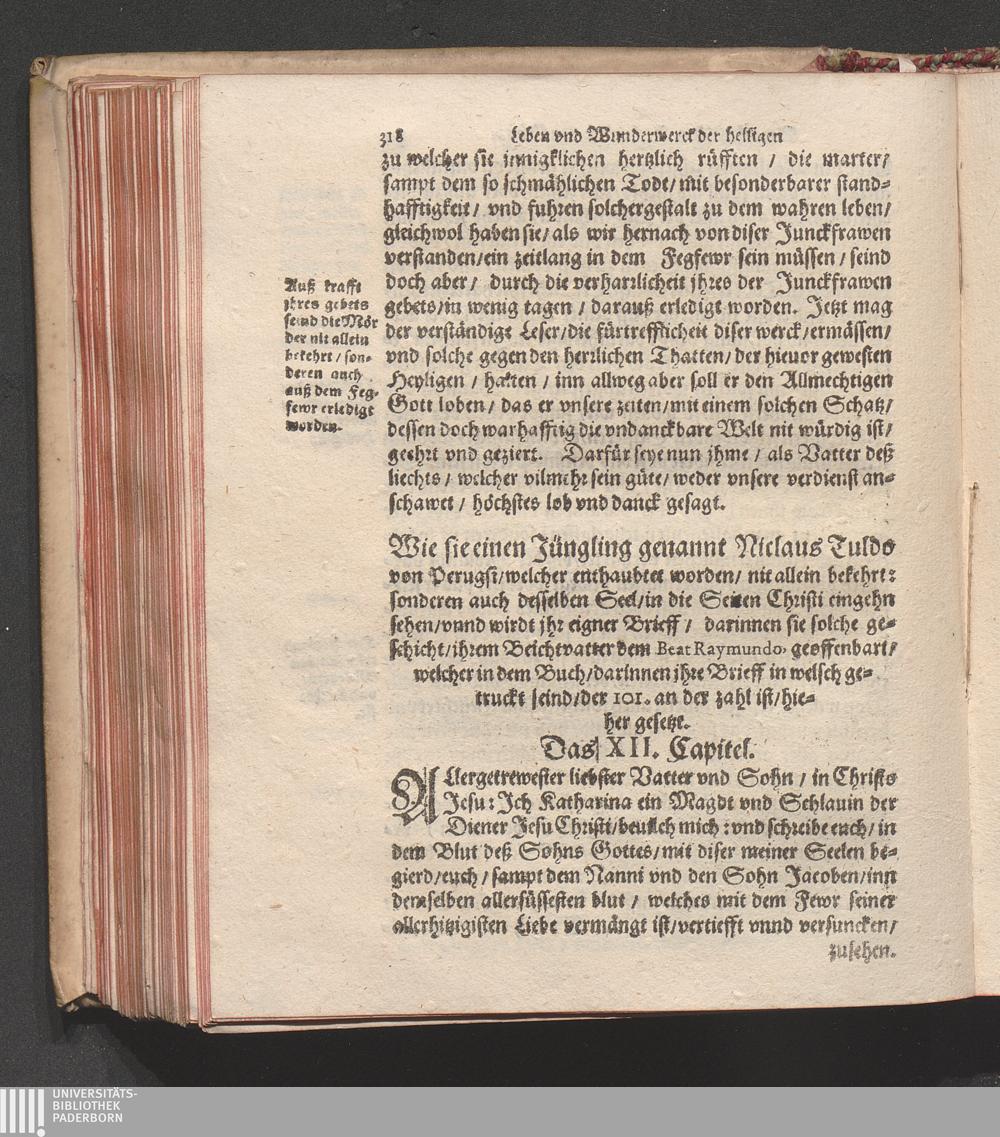 318 Leben vnd Wunderwerck der heiligen
zu welcher sie jnnigklichen hertzlich rüfften / die marter/
sampt dem so schmählichen Todt/ mit besonderbarer stand-
hafftigkeit/ vnd fuhren solchergestalt zu dem wahren leben/
gleichwol haben sie/ als wir hernach von diser Junckfrawen
verstanden/ein zeitlang in dem Fegfewr sein müssen / seind
doch aber / durch die verharrlicheit jhres der Junckfrawen
gebets/in wenig tagen / darauß erledigt worden. Jetzt mag
der verständige Leser/die fürtrefflicheit diser werck/ermässen/
vnd solche gegen den herrlichen Thatten/ der hieuor gewesten
Heyligen / halten / inn allweg aber soll er den Allmechtigen
Gott loben/ das er vnsere zeiten/mit einem solchen Schatz/
dessen doch warhafftig die vndanckbare Welt nit würdig ist/
geehrt vnd geziert. Darfür seye nun jhme / als Vatter deß
liechts / welcher vilmehr sein güte/ weder vnsere verdienst an-
schawet / höchstes lob vnd danck gesagt.
Auß krafft
jhres gebets
seind die Mör
der nit allein
bekehrt / son-
deren auch
auß dem Feg-
fewr erledigt
worden.
Wie sie einen Jüngling genannt Niclaus Tuldo
von Perugsi/welcher enthaubtet worden/ nit allein bekehrt:
sonderen auch desselben Seel/in die Seiten Christi eingehn
sehen/vnnd wirdt jhr eigner Brieff / darinnen sie solche ge-
schicht/ihrem Beichtvatter dem Beat Raymundo, geoffenbart/
welcher in dem Buch/darinnen jhre Brieff in welsch ge-
truckt seind/der 101. an der zahl ist/hie-
her gesetzt.
Das XII. Capitel.
ALlergetrewester liebster Vatter vnd Sohn / in Christo
Jesu: Jch Katharina ein Magdt vnd Schlauin der
Diener Jesu Christi/beuilch mich : vnd schreibe euch/ in
dem Blut deß Sohns Gottes/mit diser meiner Seelen be-
gierd/euch / sampt dem Nanni vnd den Sohn Jacoben/inn
demselben allersüssesten blut / welches mit dem Fewr seiner
allerhitzigisten Liebe vermängt ist/vertiefft vnnd versuncken/
zusehen.
UNIVERSITÄTS-
BIBLIOTHEK
PADERBORN